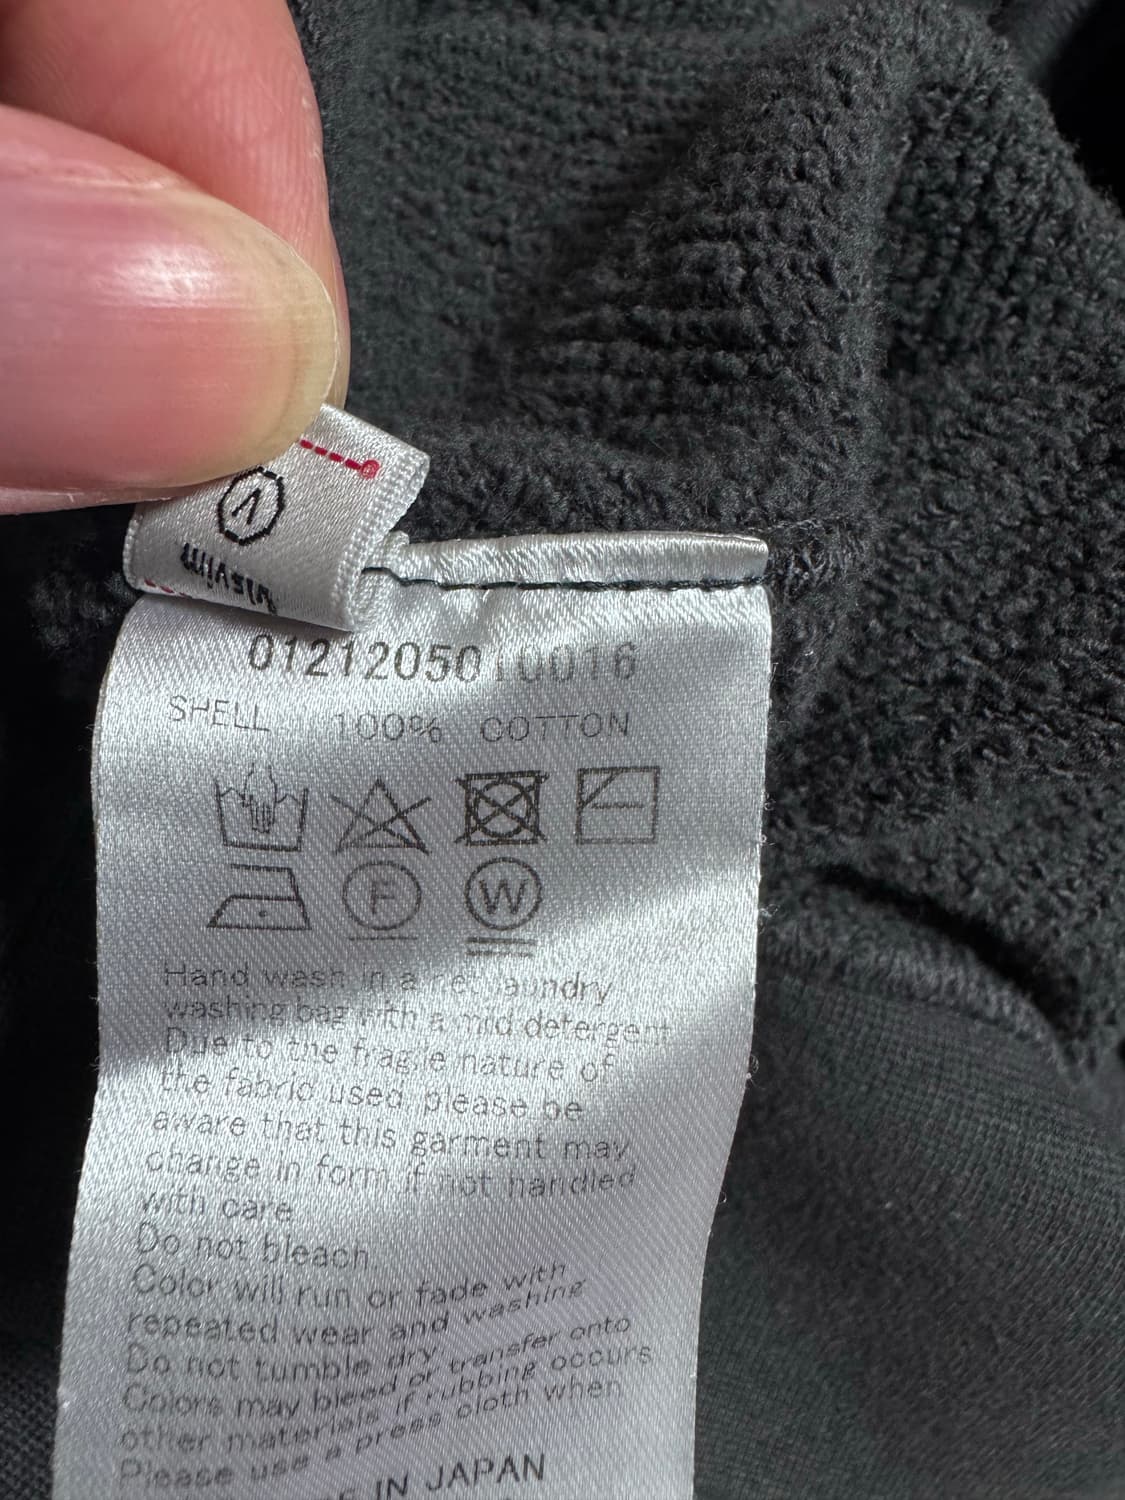 visvim
0121205010016
SHELL 100% COTTON
F W
Hand wash in a net laundry
washing bag with a mild detergent
Due to the fragile nature of
the fabric used, please be
aware that this garment may
change in form if not handled
with care
Do not bleach
Color will run or fade with
repeated wear and washing
Do not tumble dry
Colors may bleed or transfer onto
other materials if rubbing occurs
Please use a press cloth when
IN JAPAN